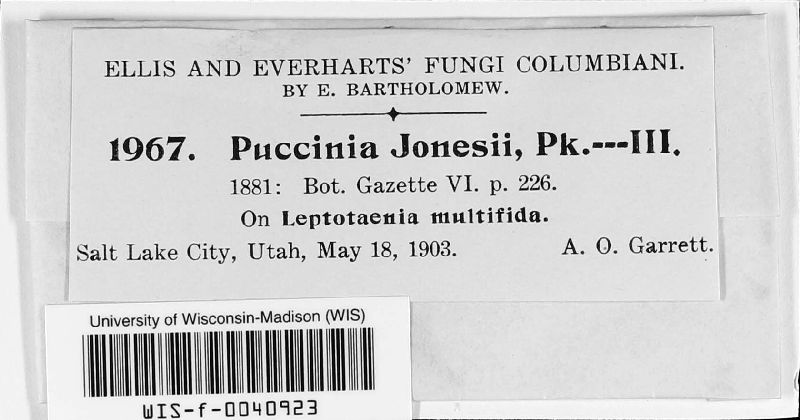 ELLIS AND EVERHARTS' FUNGI COLUMBIANI.
BY E. BARTHOLOMEW.
1967. Puccinia Jonesii, Pk.---III.
1881: Bot. Gazette VI. p. 226.
On Leptotaenia multifida.
Salt Lake City, Utah, May 18, 1903. A. O. Garrett.
University of Wisconsin-Madison (WIS)
WIS-f-0040923